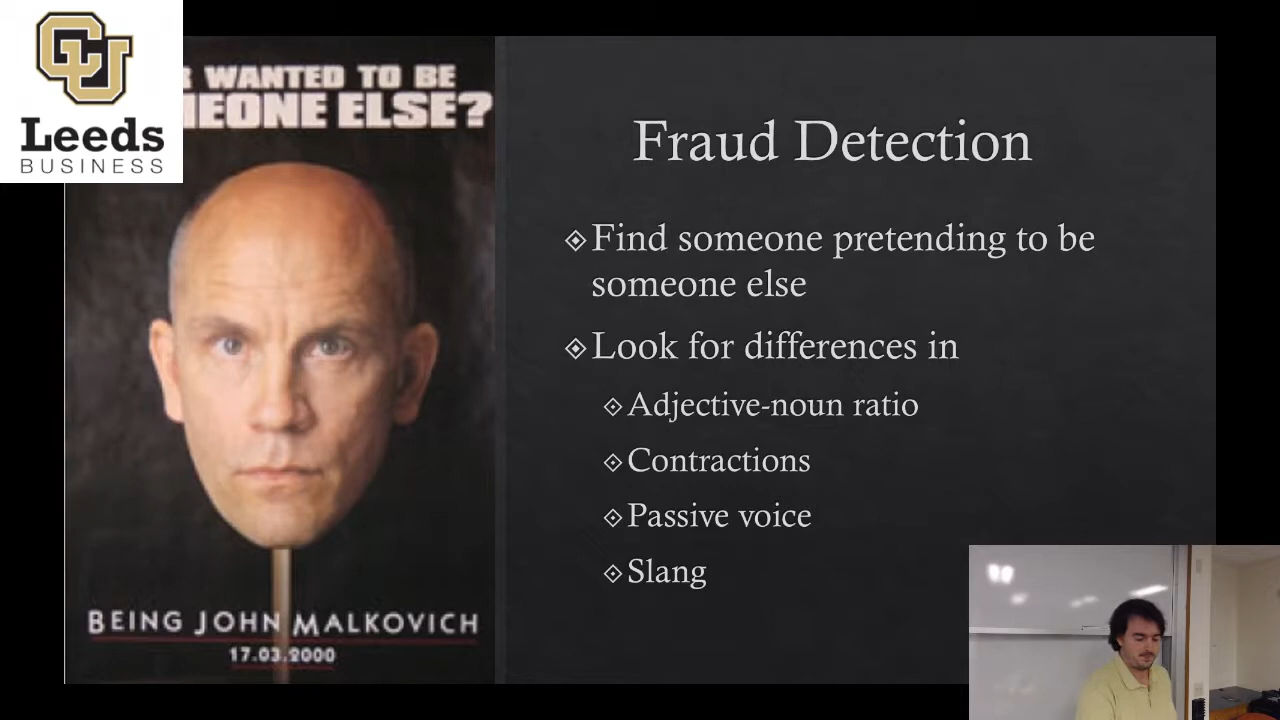 CU
Leeds
BUSINESS
WANTED TO BE
MEONE ELSE?
BEING JOHN MALKOVICH
17.03.2000
Fraud Detection
Find someone pretending to be
someone else
Look for differences in
Adjective-noun ratio
Contractions
Passive voice
Slang